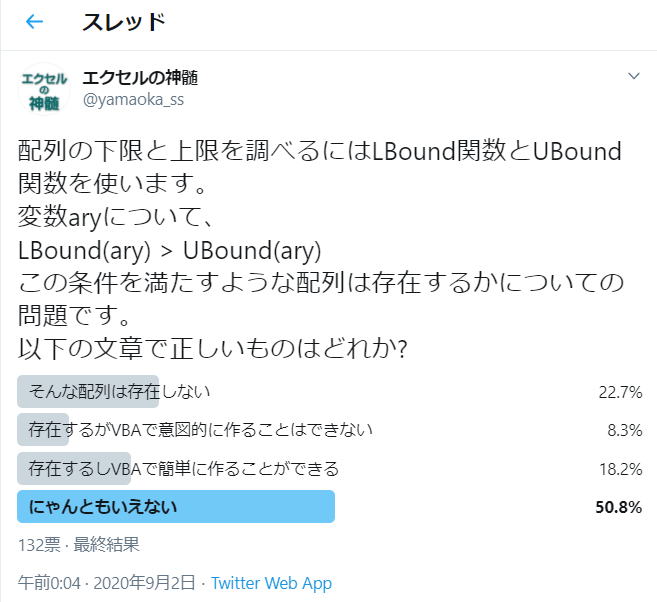 スレッド
エクセル
の
神髄
エクセルの神髄
@yamaoka_ss
配列の下限と上限を調べるにはLBound関数とUBound
関数を使います。
変数aryについて、
LBound(ary) > UBound(ary)
この条件を満たすような配列は存在するかについての
問題です。
以下の文章で正しいものはどれか?
そんな配列は存在しない 22.7%
存在するがVBAで意図的に作ることはできない 8.3%
存在するしVBAで簡単に作ることができる 18.2%
にゃんともいえない 50.8%
132票 · 最終結果
午前0:04 · 2020年9月2日 · Twitter Web App